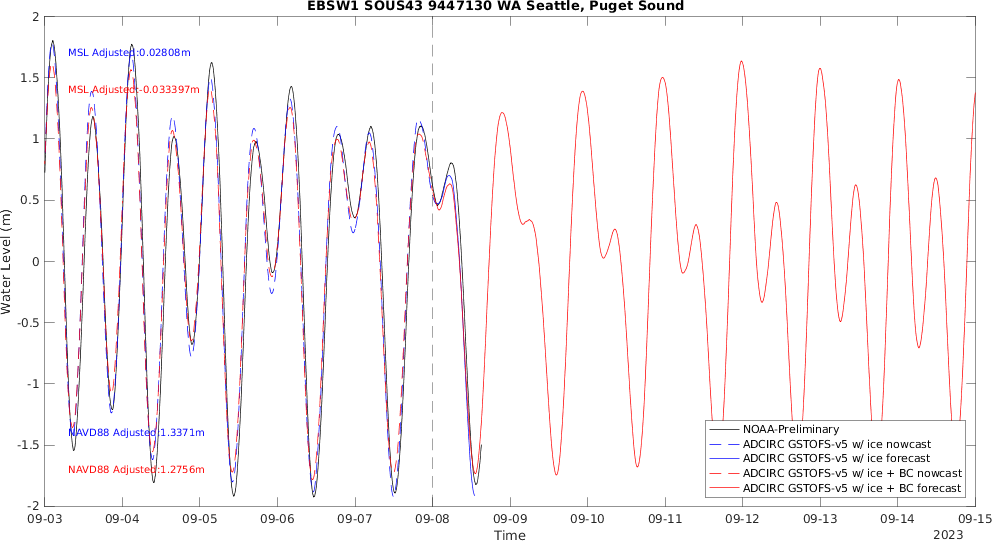 EBSW1 SOUS43 9447130 WA Seattle, Puget Sound
2
1.5
1
0.5
0
-0.5
-1
-1.5
-2
Water Level (m)
MSL Adjusted:0.02808m
MSL Adjusted:-0.033397m
NAVD88 Adjusted:1.3371m
NAVD88 Adjusted:1.2756m
NOAA-Preliminary
ADCIRC GSTOFS-v5 w/ ice nowcast
ADCIRC GSTOFS-v5 w/ ice forecast
ADCIRC GSTOFS-v5 w/ ice + BC nowcast
ADCIRC GSTOFS-v5 w/ ice + BC forecast
09-03 09-04 09-05 09-06 09-07 09-08 09-09 09-10 09-11 09-12 09-13 09-14 09-15
Time
2023